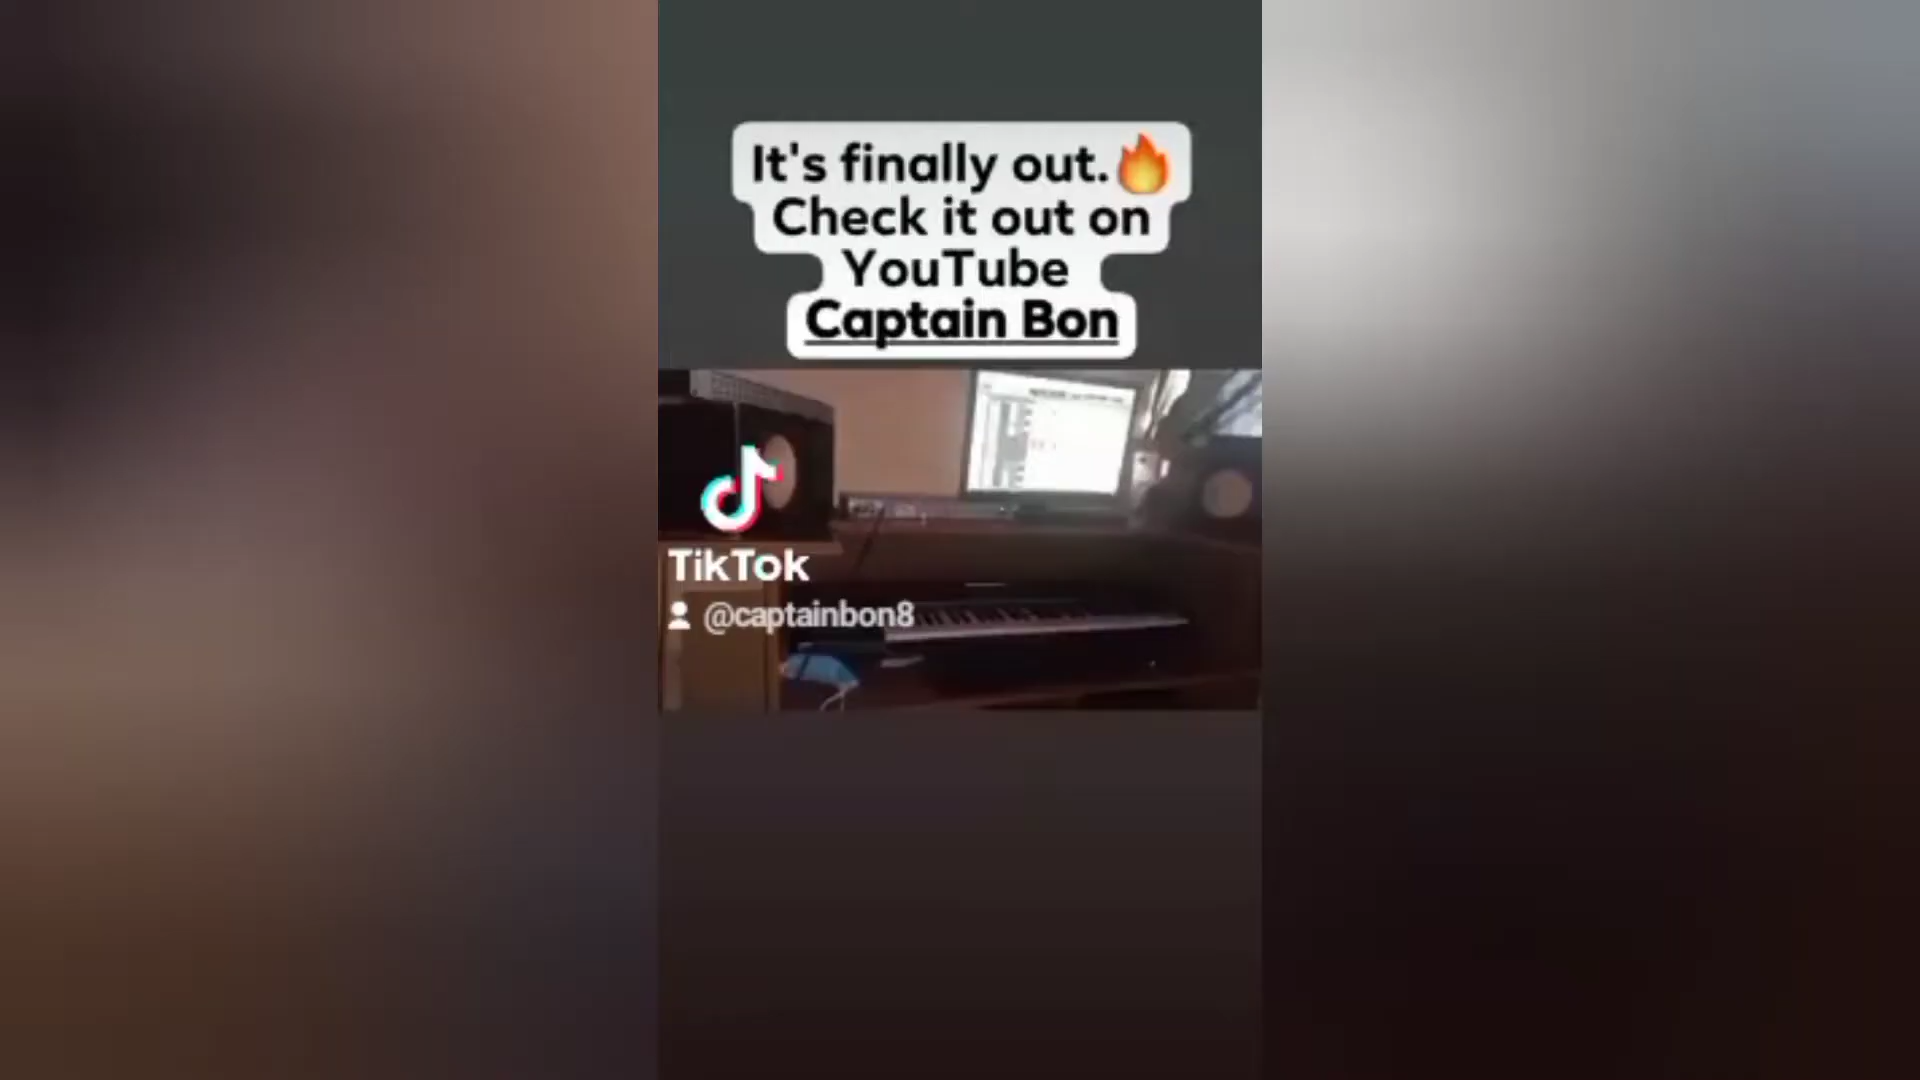 It's finally out.🔥
Check it out on
YouTube
Captain Bon
TikTok
@captainbon8